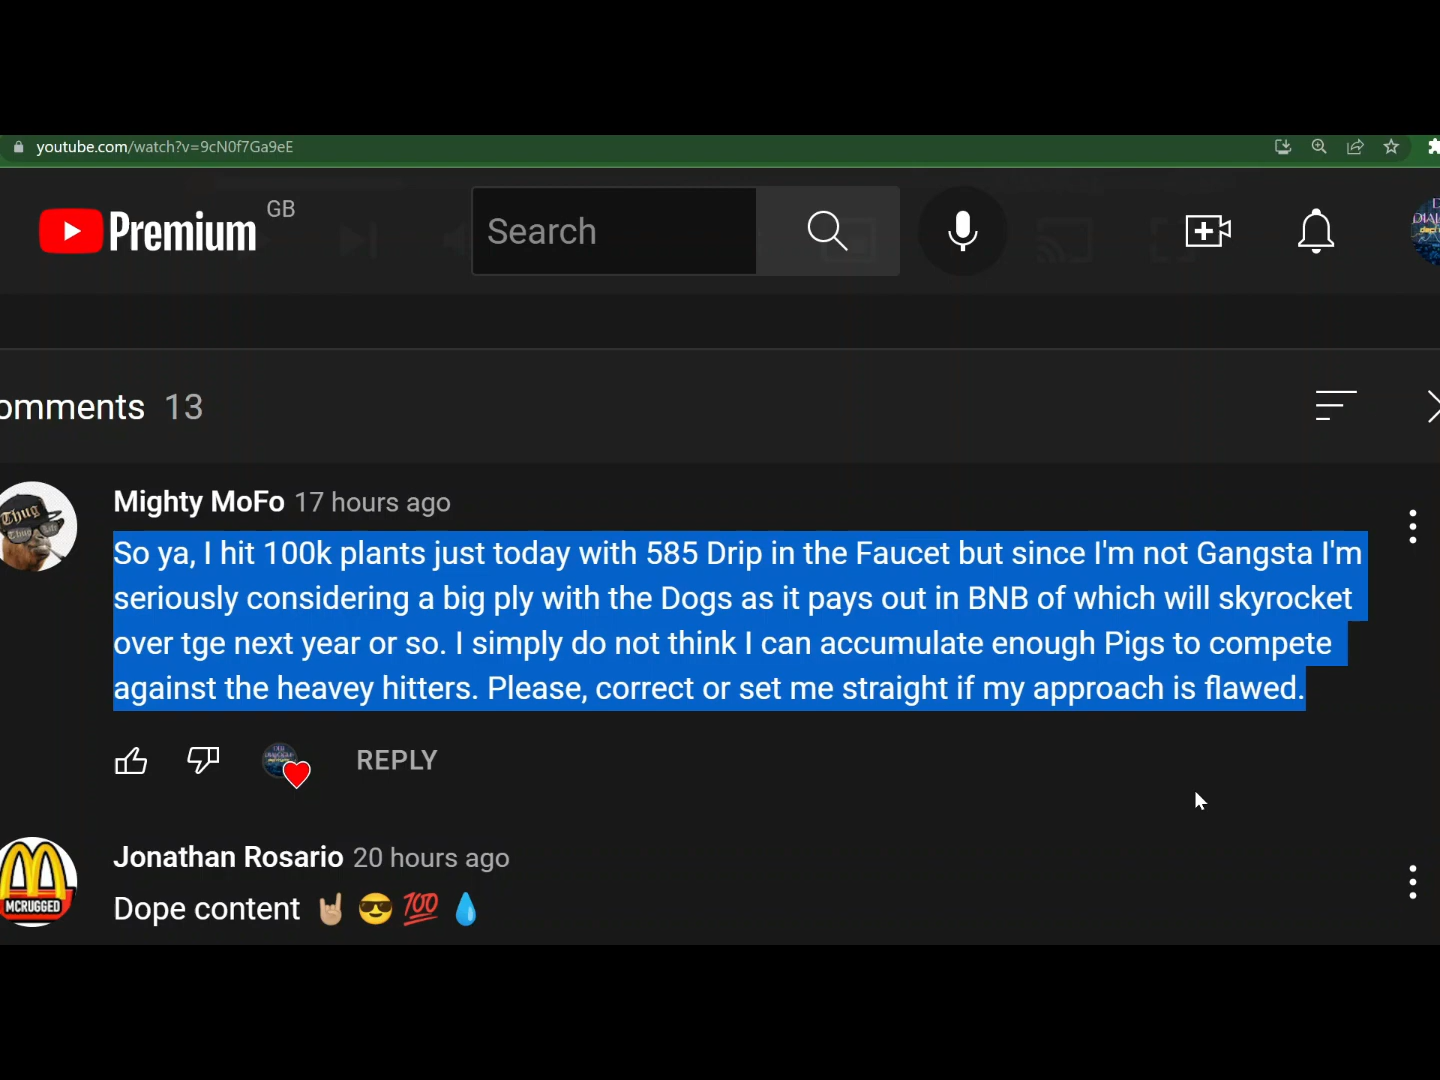 youtube.com/watch?v=9cN0f7Ga9eE
Premium GB
Search
omments 13
Mighty MoFo 17 hours ago
So ya, I hit 100k plants just today with 585 Drip in the Faucet but since I'm not Gangsta I'm
seriously considering a big ply with the Dogs as it pays out in BNB of which will skyrocket
over tge next year or so. I simply do not think I can accumulate enough Pigs to compete
against the heavey hitters. Please, correct or set me straight if my approach is flawed.
REPLY
Jonathan Rosario 20 hours ago
Dope content 🤘🏼 😎 💯 💧
Thug
MCRUGGED